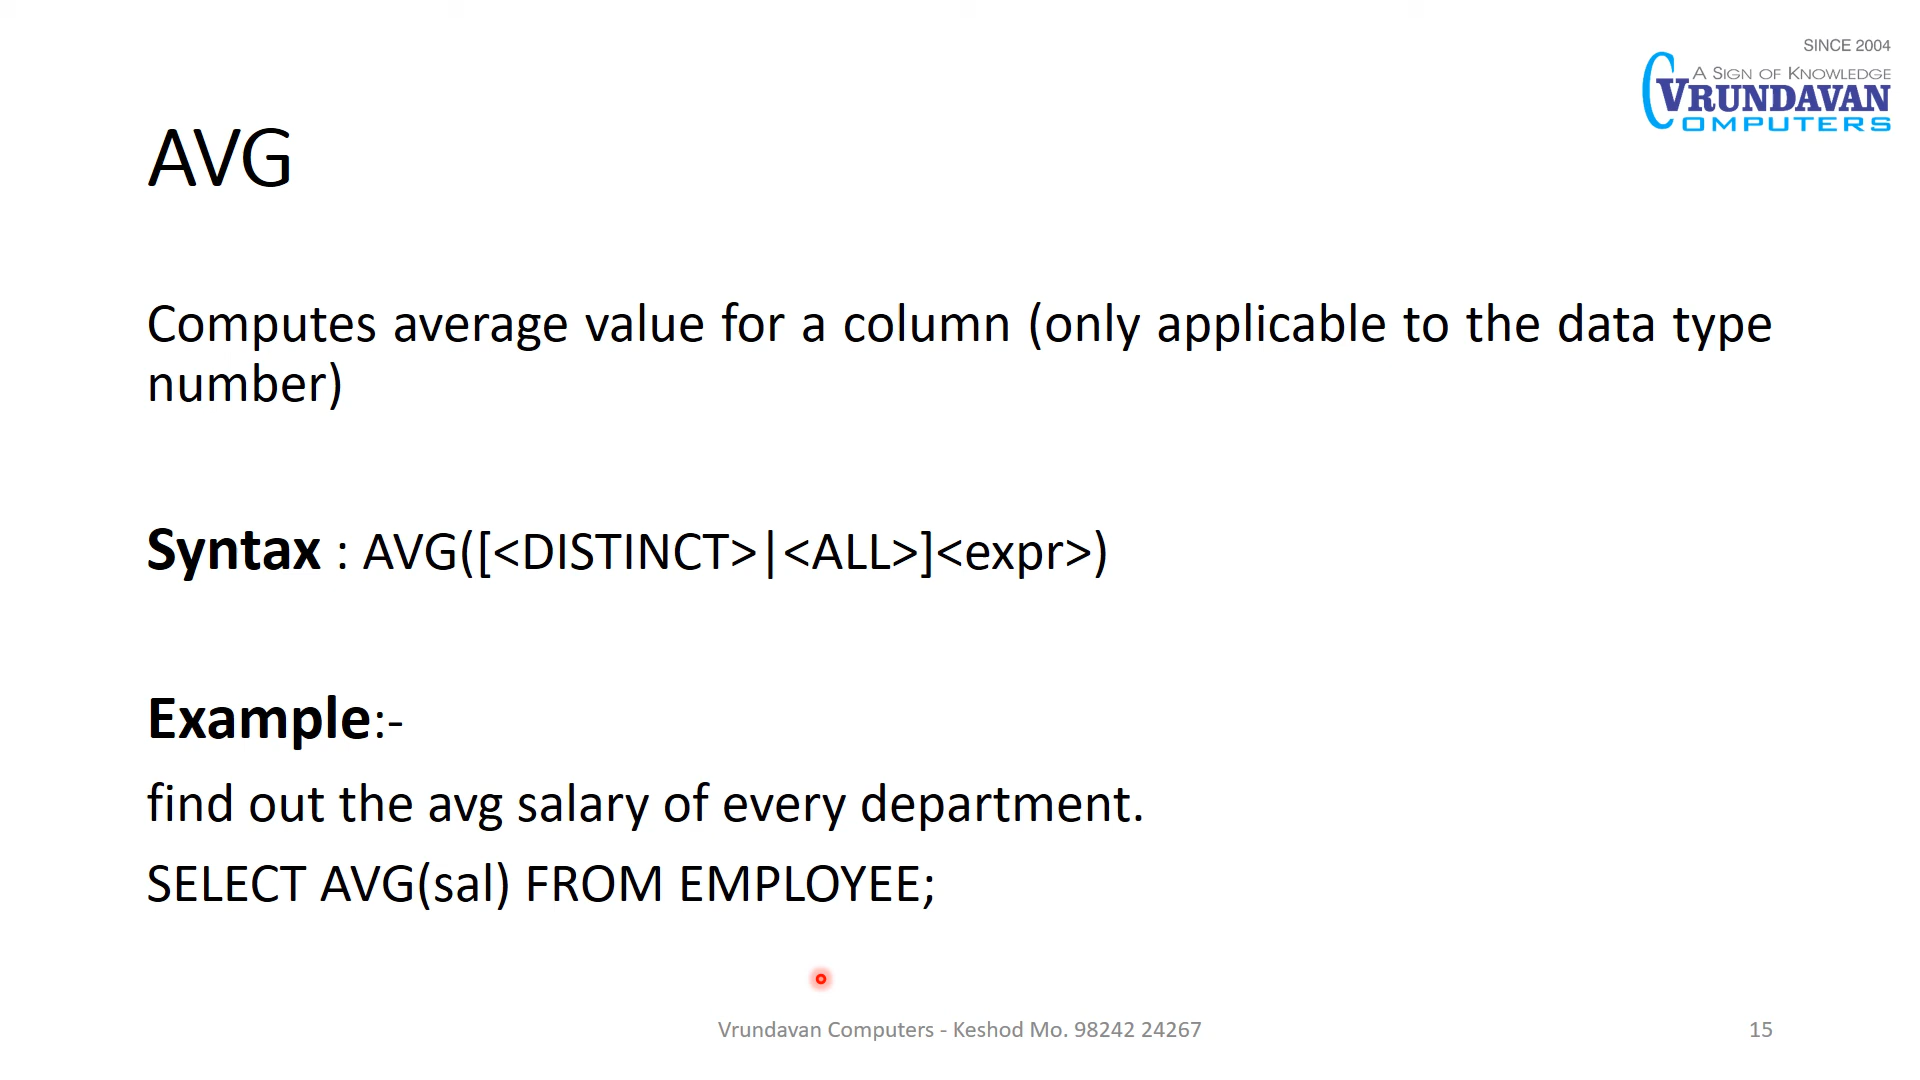 SINCE 2004
A SIGN OF KNOWLEDGE
VRUNDAVAN
COMPUTERS
AVG
Computes average value for a column (only applicable to the data type
number)
Syntax : AVG([<DISTINCT>|<ALL>]<expr>)
Example:-
find out the avg salary of every department.
SELECT AVG(sal) FROM EMPLOYEE;
Vrundavan Computers - Keshod Mo. 98242 24267
15